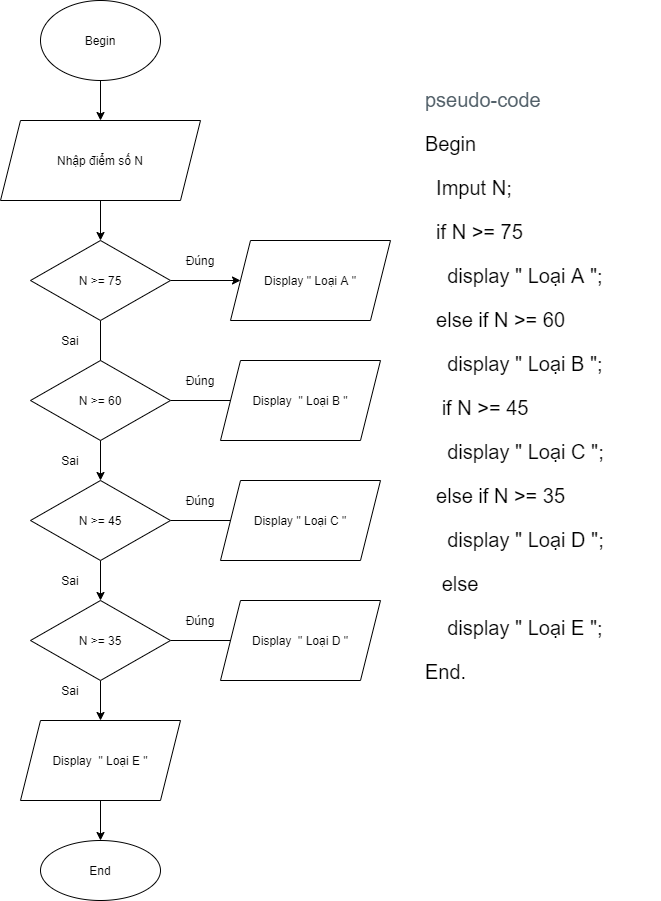 Begin
Nhập điểm số N
N >= 75
Đúng
Display " Loại A "
Sai
N >= 60
Đúng
Display " Loại B "
Sai
N >= 45
Đúng
Display " Loại C "
Sai
N >= 35
Đúng
Display " Loại D "
Sai
Display " Loại E "
End
pseudo-code
Begin
Imput N;
if N >= 75
display " Loại A ";
else if N >= 60
display " Loại B ";
if N >= 45
display " Loại C ";
else if N >= 35
display " Loại D ";
else
display " Loại E ";
End.